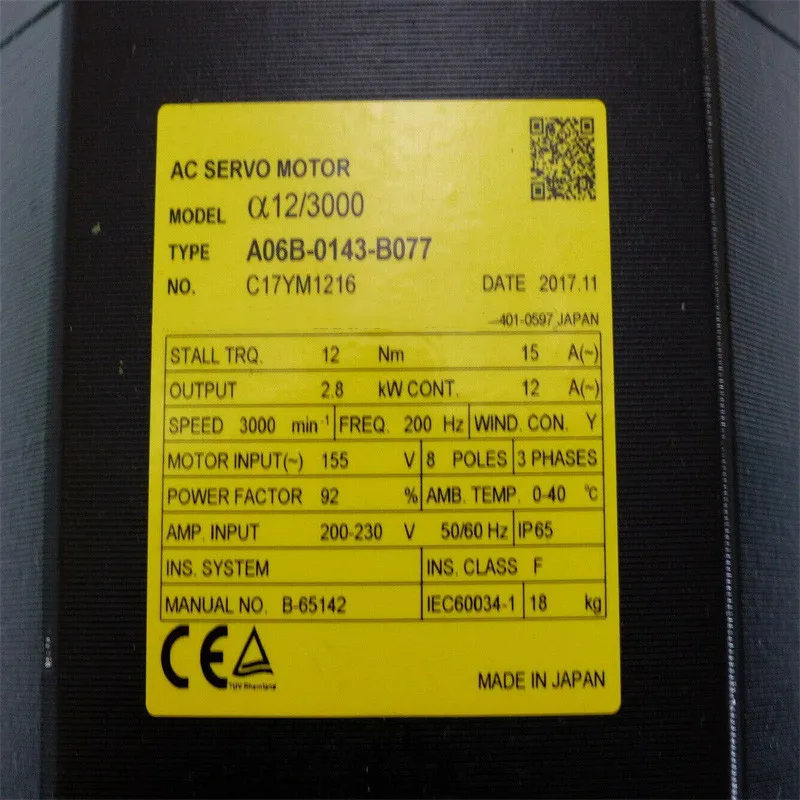 AC SERVO MOTOR
MODEL α12/3000
TYPE A06B-0143-B077
NO. C17YM1216 DATE 2017.11
401-0597 JAPAN
STALL TRQ. 12 Nm 15 A(~)
OUTPUT 2.8 kW CONT. 12 A(~)
SPEED 3000 min-1 FREQ. 200 Hz WIND. CON. Y
MOTOR INPUT(~) 155 V 8 POLES 3 PHASES
POWER FACTOR 92 % AMB. TEMP. 0-40 °C
AMP. INPUT 200-230 V 50/60 Hz IP65
INS. SYSTEM INS. CLASS F
MANUAL NO. B-65142 IEC60034-1 18 kg
CE
TUV Rheinland
MADE IN JAPAN